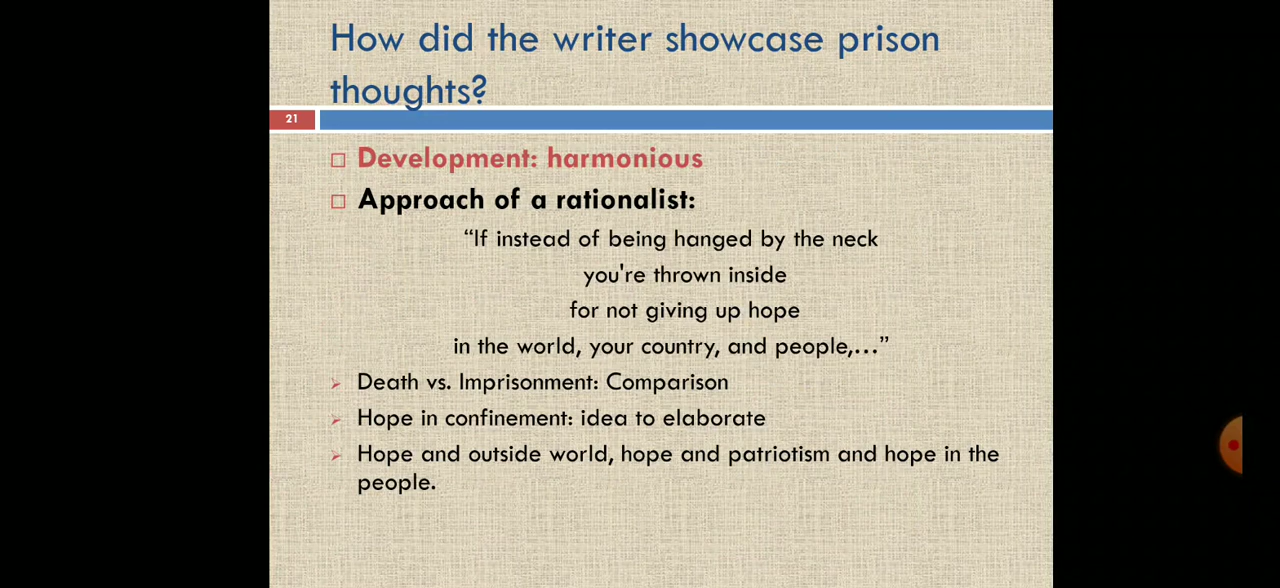 How did the writer showcase prison
thoughts?
21
Development: harmonious
Approach of a rationalist:
“If instead of being hanged by the neck
you're thrown inside
for not giving up hope
in the world, your country, and people,…”
Death vs. Imprisonment: Comparison
Hope in confinement: idea to elaborate
Hope and outside world, hope and patriotism and hope in the
people.